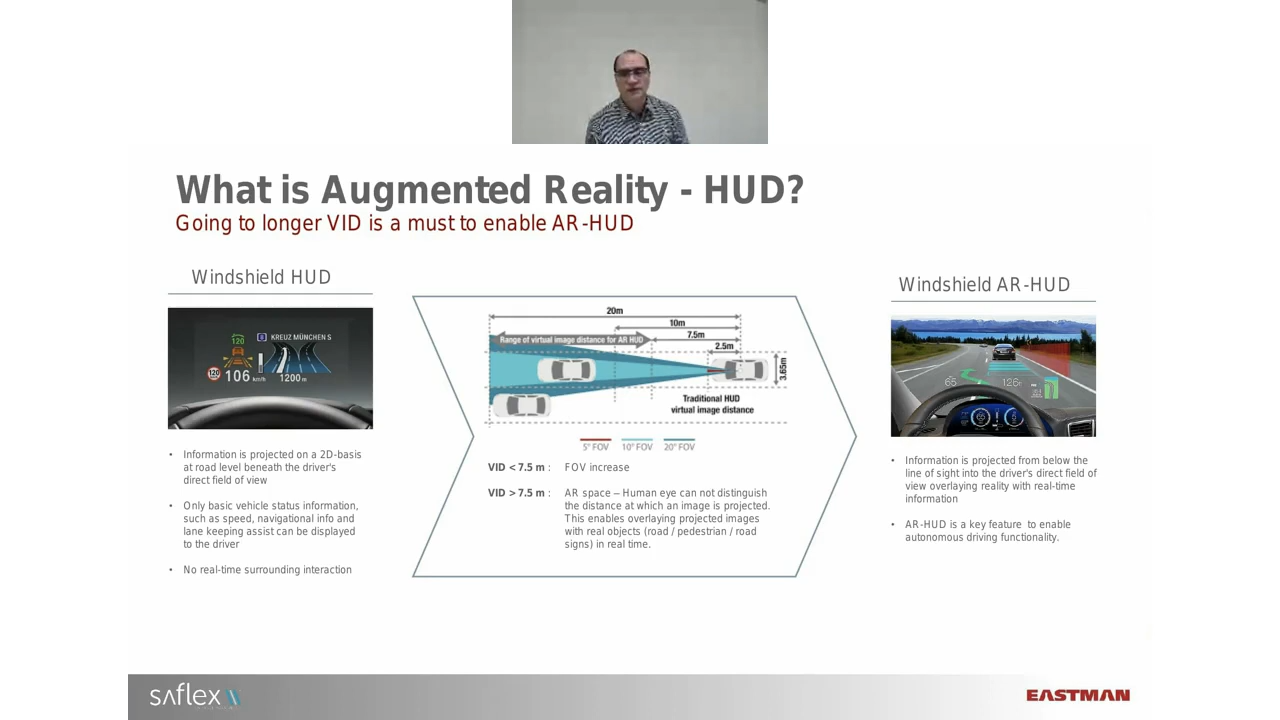 What is Augmented Reality - HUD?
Going to longer VID is a must to enable AR-HUD
Windshield HUD
120
KREUZ MÜNCHEN S
120
106 km/h
1200 m
• Information is projected on a 2D-basis
at road level beneath the driver's
direct field of view
• Only basic vehicle status information,
such as speed, navigational info and
lane keeping assist can be displayed
to the driver
• No real-time surrounding interaction
20m
10m
7.5m
Range of virtual image distance for AR HUD
2.5m
3.65m
Traditional HUD
virtual image distance
5° FOV 10° FOV 20° FOV
VID < 7.5 m : FOV increase
VID > 7.5 m : AR space – Human eye can not distinguish
the distance at which an image is projected.
This enables overlaying projected images
with real objects (road / pedestrian / road
signs) in real time.
Windshield AR-HUD
65
• Information is projected from below the
line of sight into the driver's direct field of
view overlaying reality with real-time
information
• AR-HUD is a key feature to enable
autonomous driving functionality.
saflex
EASTMAN